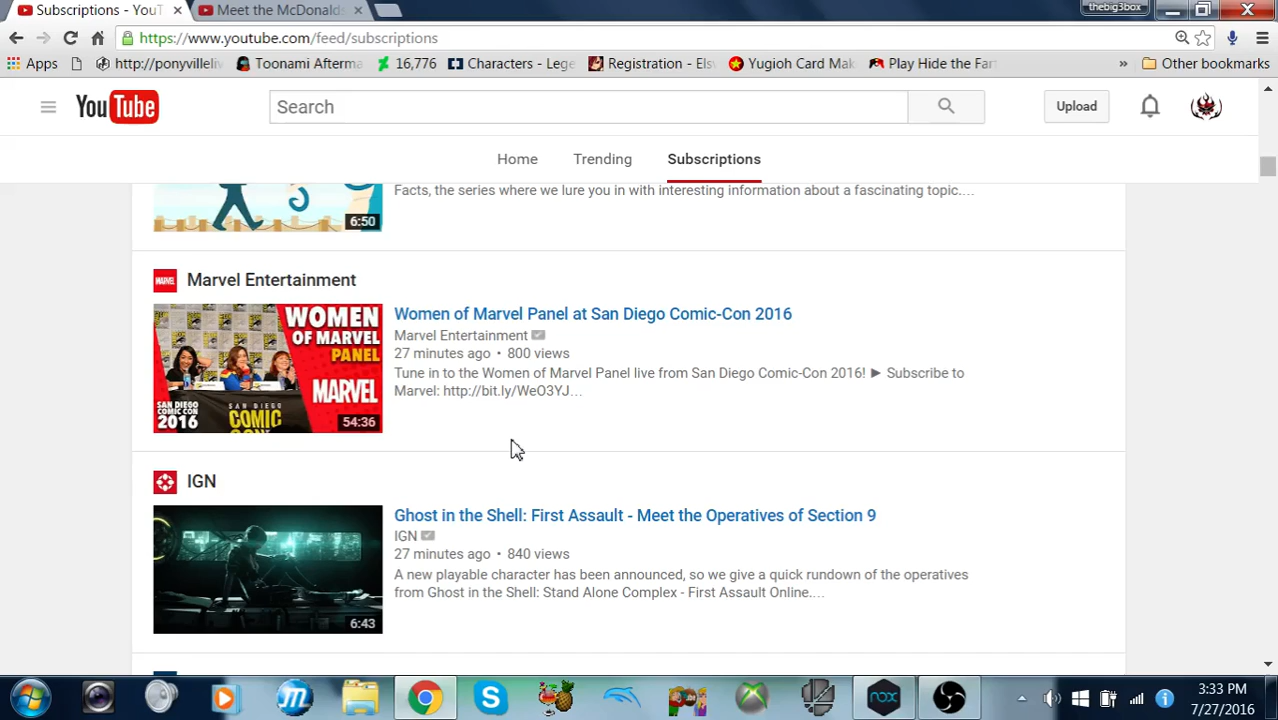 Subscriptions - YouT
Meet the McDonald
thebig3box
https://www.youtube.com/feed/subscriptions
Apps
http://ponyvilleliv
Toonami Afterma
16,776
Characters - Lege
Registration - Els
Yugioh Card Mak
Play Hide the Far
»
Other bookmarks
YouTube
Search
Upload
Home
Trending
Subscriptions
Facts, the series where we lure you in with interesting information about a fascinating topic....
6:50
MARVEL
Marvel Entertainment
WOMEN
OF MARVEL
PANEL
MARVEL
SAN DIEGO
COMIC CON
2016
SAN DIEGO
COMIC
54:36
Women of Marvel Panel at San Diego Comic-Con 2016
Marvel Entertainment
27 minutes ago • 800 views
Tune in to the Women of Marvel Panel live from San Diego Comic-Con 2016! ► Subscribe to
Marvel: http://bit.ly/WeO3YJ...
IGN
6:43
Ghost in the Shell: First Assault - Meet the Operatives of Section 9
IGN
27 minutes ago • 840 views
A new playable character has been announced, so we give a quick rundown of the operatives
from Ghost in the Shell: Stand Alone Complex - First Assault Online....
nox
3:33 PM
7/27/2016